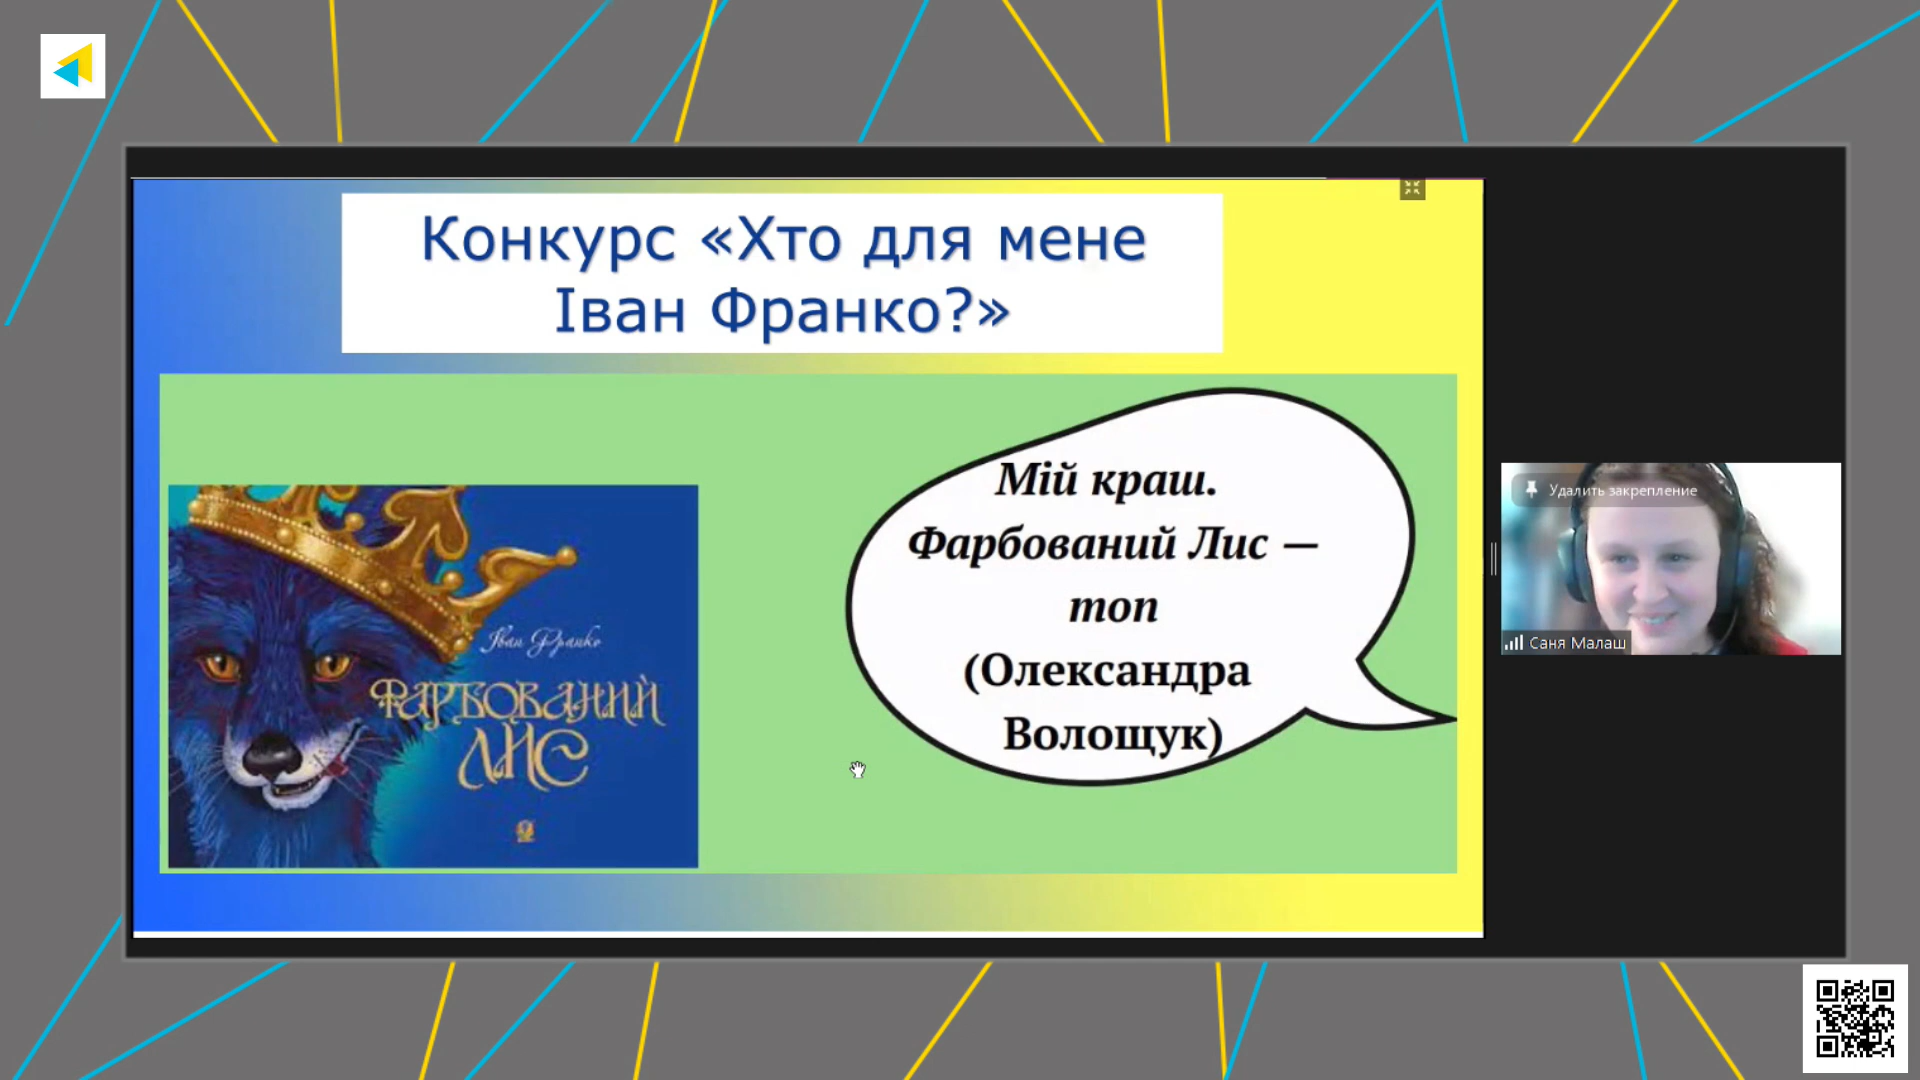 Конкурс «Хто для мене
Іван Франко?»
Мій краш.
Фарбований Лис —
топ
(Олександра
Волощук)
Іван Франко
ФАРБОВАНИЙ
ЛИС
Удалить закрепление
Саня Малаш